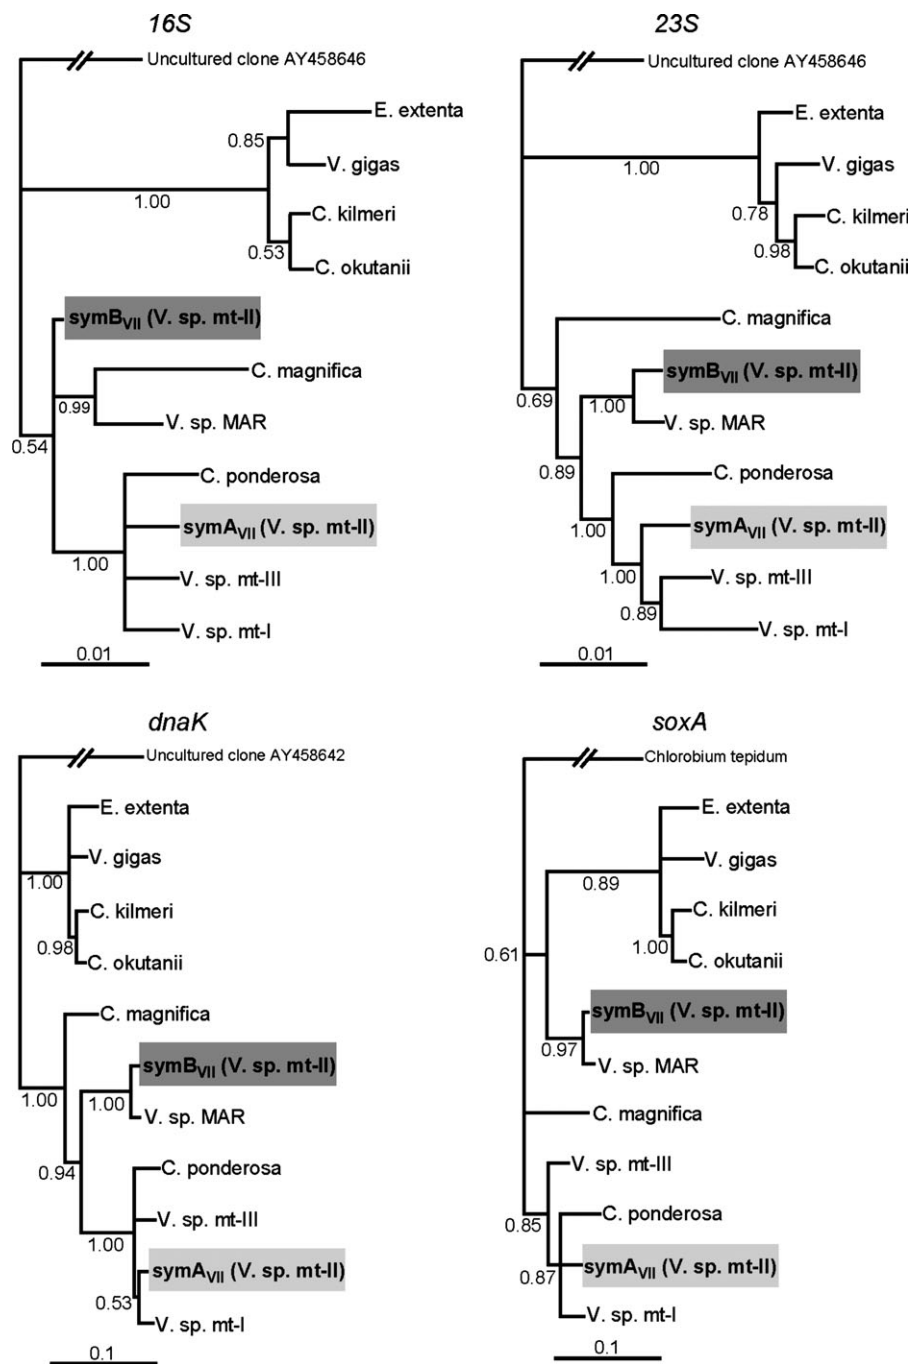 16S
Uncultured clone AY458646
E. extenta
0.85
V. gigas
1.00
C. kilmeri
0.53
C. okutanii
symB_VII (V. sp. mt-II)
C. magnifica
0.99
V. sp. MAR
0.54
C. ponderosa
symA_VII (V. sp. mt-II)
1.00
V. sp. mt-III
V. sp. mt-I
0.01
23S
Uncultured clone AY458646
E. extenta
1.00
V. gigas
0.78
C. kilmeri
0.98
C. okutanii
C. magnifica
symB_VII (V. sp. mt-II)
0.69
1.00
V. sp. MAR
0.89
C. ponderosa
1.00
symA_VII (V. sp. mt-II)
1.00
V. sp. mt-III
0.89
V. sp. mt-I
0.01
dnaK
Uncultured clone AY458642
E. extenta
V. gigas
1.00
C. kilmeri
0.98
C. okutanii
C. magnifica
symB_VII (V. sp. mt-II)
1.00
1.00
V. sp. MAR
0.94
C. ponderosa
V. sp. mt-III
1.00
symA_VII (V. sp. mt-II)
0.53
V. sp. mt-I
0.1
soxA
Chlorobium tepidum
E. extenta
V. gigas
0.89
C. kilmeri
1.00
0.61
C. okutanii
symB_VII (V. sp. mt-II)
0.97
V. sp. MAR
C. magnifica
V. sp. mt-III
0.85
C. ponderosa
symA_VII (V. sp. mt-II)
0.87
V. sp. mt-I
0.1